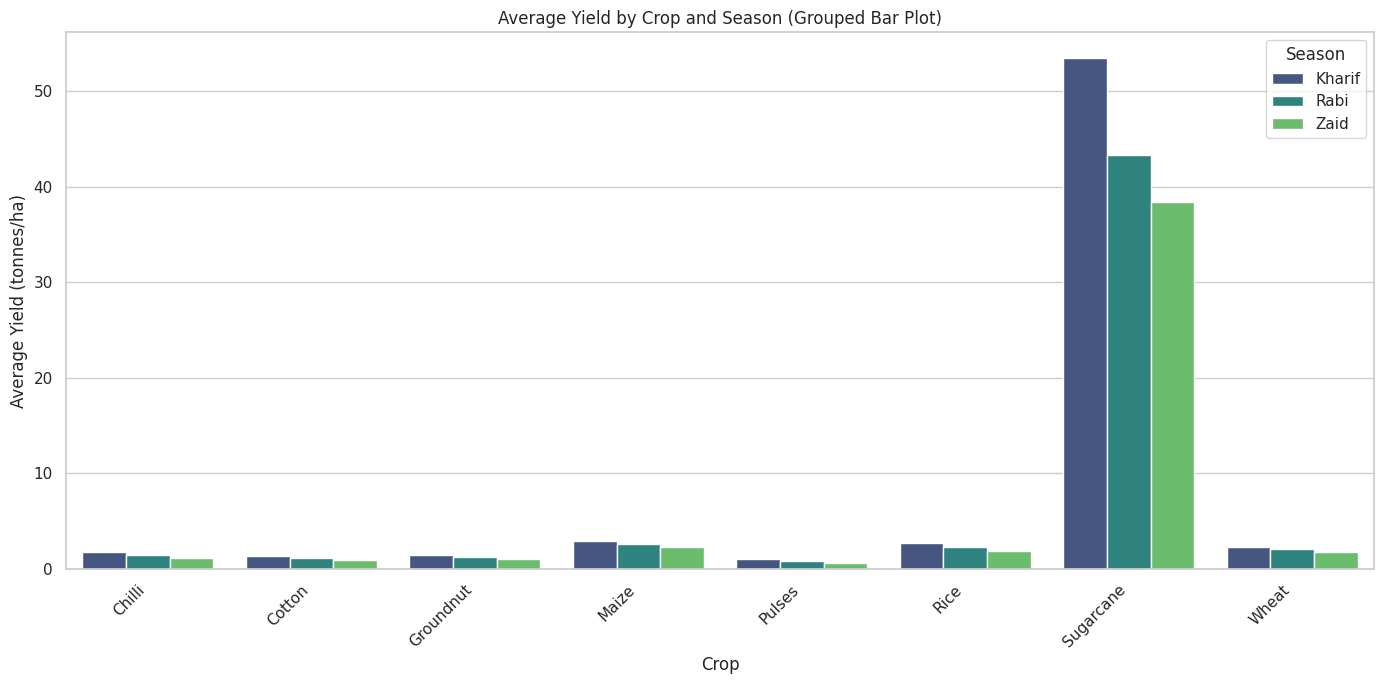 Average Yield by Crop and Season (Grouped Bar Plot)
Season
Kharif
Rabi
Zaid
Average Yield (tonnes/ha)
50
40
30
20
10
0
Chilli
Cotton
Groundnut
Maize
Pulses
Rice
Sugarcane
Wheat
Crop